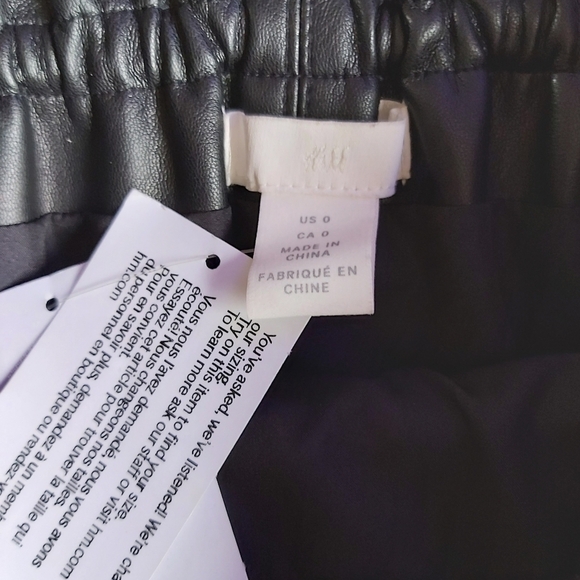 H&M
US 0
CA 0
MADE IN
CHINA
FABRIQUÉ EN
CHINE
You've asked, we've listened! We're cha
our sizing.
Try on this item to find your size.
To learn more ask our staff or visit hm.com.
Vous nous l'avez demandé, nous vous avons
écouté! Nous changeons nos tailles.
Essayez cet article pour trouver la taille qui
vous convient.
Pour en savoir plus demandez à un memb
du personnel en boutique ou rendez-v
hm.com